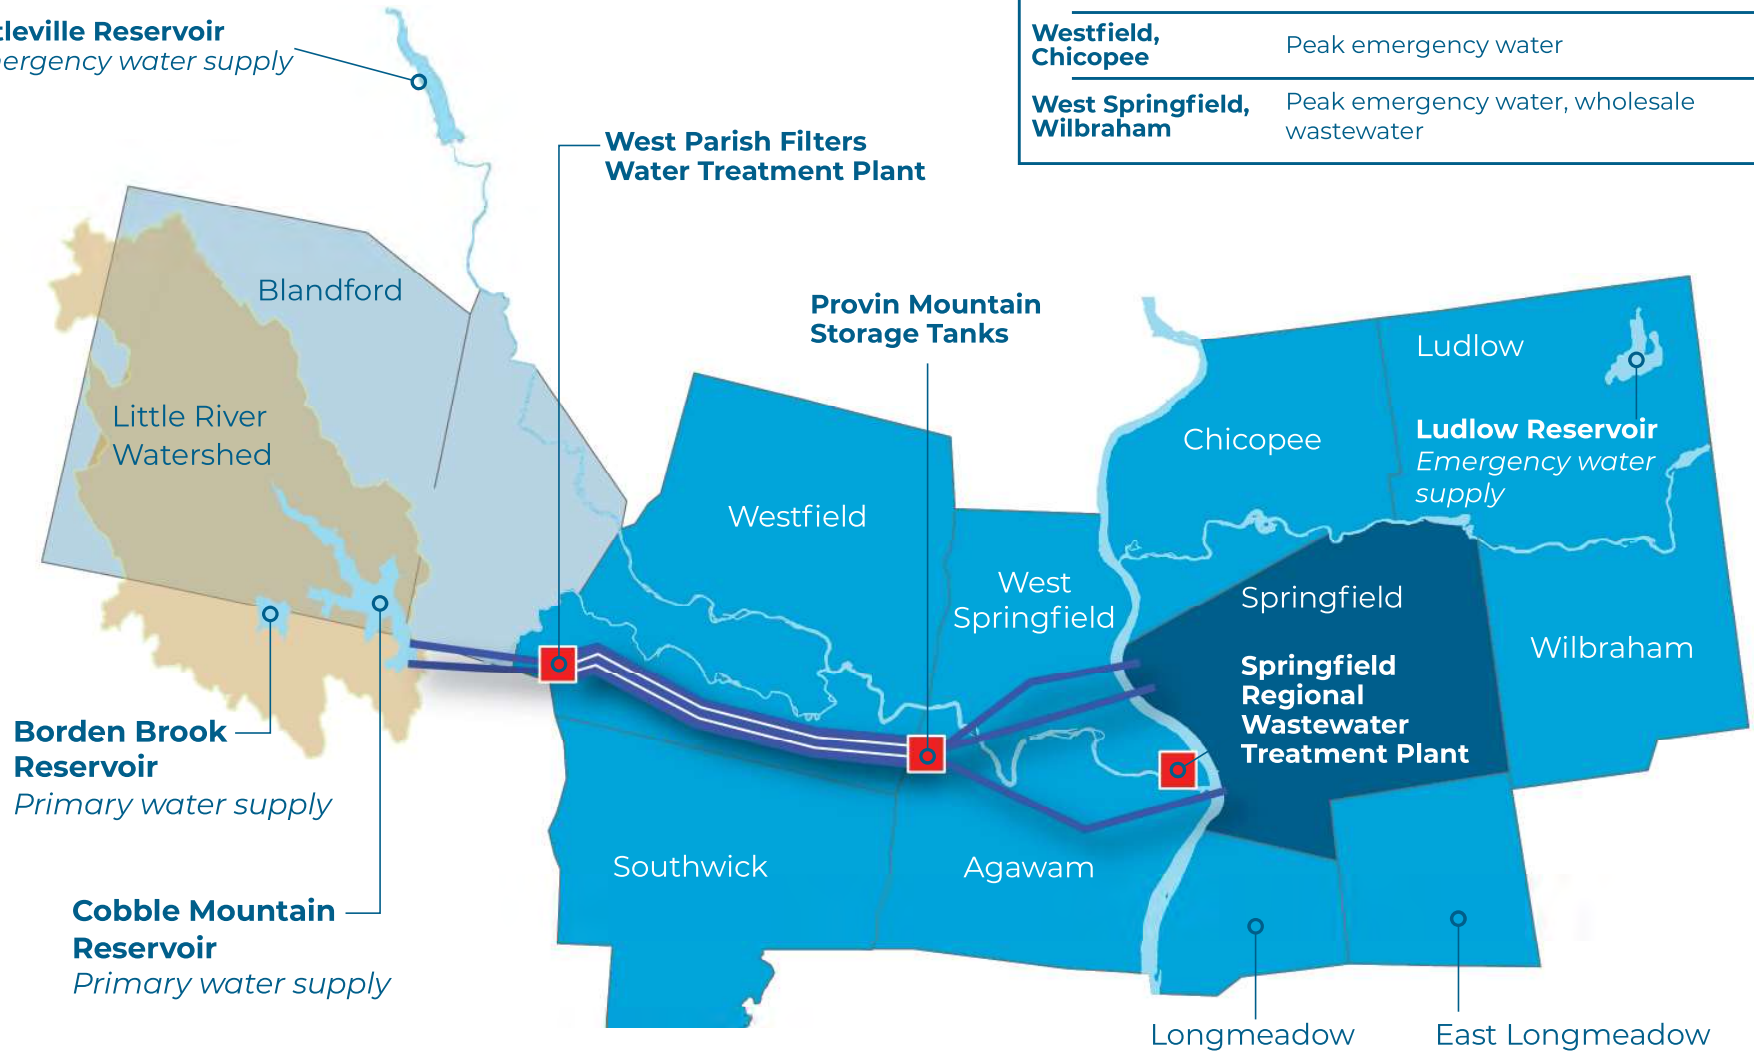 Reservoir
emergency water supply
Westfield,
Chicopee
Peak emergency water
West Springfield,
Wilbraham
Peak emergency water, wholesale
wastewater
West Parish Filters
Water Treatment Plant
Blandford
Provin Mountain
Storage Tanks
Ludlow
Little River
Watershed
Chicopee
Ludlow Reservoir
Emergency water
supply
Westfield
West
Springfield
Springfield
Wilbraham
Springfield
Regional
Wastewater
Treatment Plant
Borden Brook
Reservoir
Primary water supply
Southwick
Agawam
Cobble Mountain
Reservoir
Primary water supply
Longmeadow
East Longmeadow